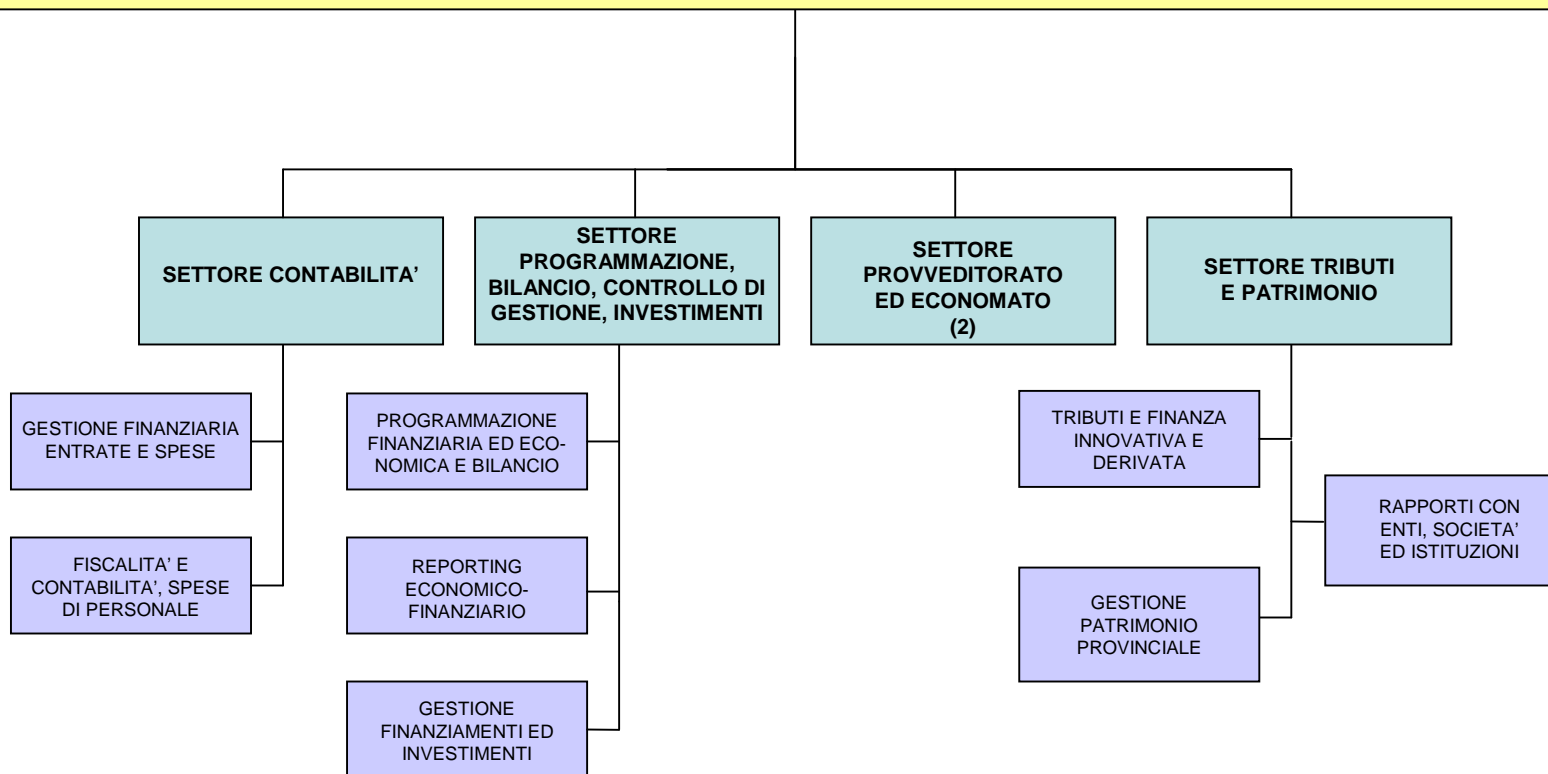 SETTORE CONTABILITA’
SETTORE
PROGRAMMAZIONE,
BILANCIO, CONTROLLO DI
GESTIONE, INVESTIMENTI
SETTORE
PROVVEDITORATO
ED ECONOMATO
(2)
SETTORE TRIBUTI
E PATRIMONIO
GESTIONE FINANZIARIA
ENTRATE E SPESE
FISCALITA’ E
CONTABILITA’, SPESE
DI PERSONALE
PROGRAMMAZIONE
FINANZIARIA ED ECO-
NOMICA E BILANCIO
REPORTING
ECONOMICO-
FINANZIARIO
GESTIONE
FINANZIAMENTI ED
INVESTIMENTI
TRIBUTI E FINANZA
INNOVATIVA E
DERIVATA
RAPPORTI CON
ENTI, SOCIETA’
ED ISTITUZIONI
GESTIONE
PATRIMONIO
PROVINCIALE